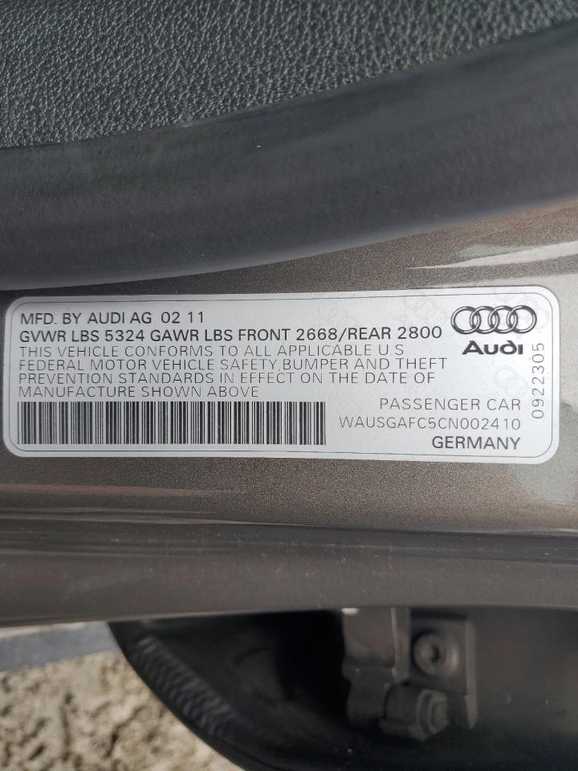 MFD. BY AUDI AG 02 11
GVWR LBS 5324 GAWR LBS FRONT 2668/REAR 2800
THIS VEHICLE CONFORMS TO ALL APPLICABLE U S
FEDERAL MOTOR VEHICLE SAFETY BUMPER AND THEFT
PREVENTION STANDARDS IN EFFECT ON THE DATE OF
MANUFACTURE SHOWN ABOVE
Audi
PASSENGER CAR
WAUSGAFC5CN002410
GERMANY
0922305